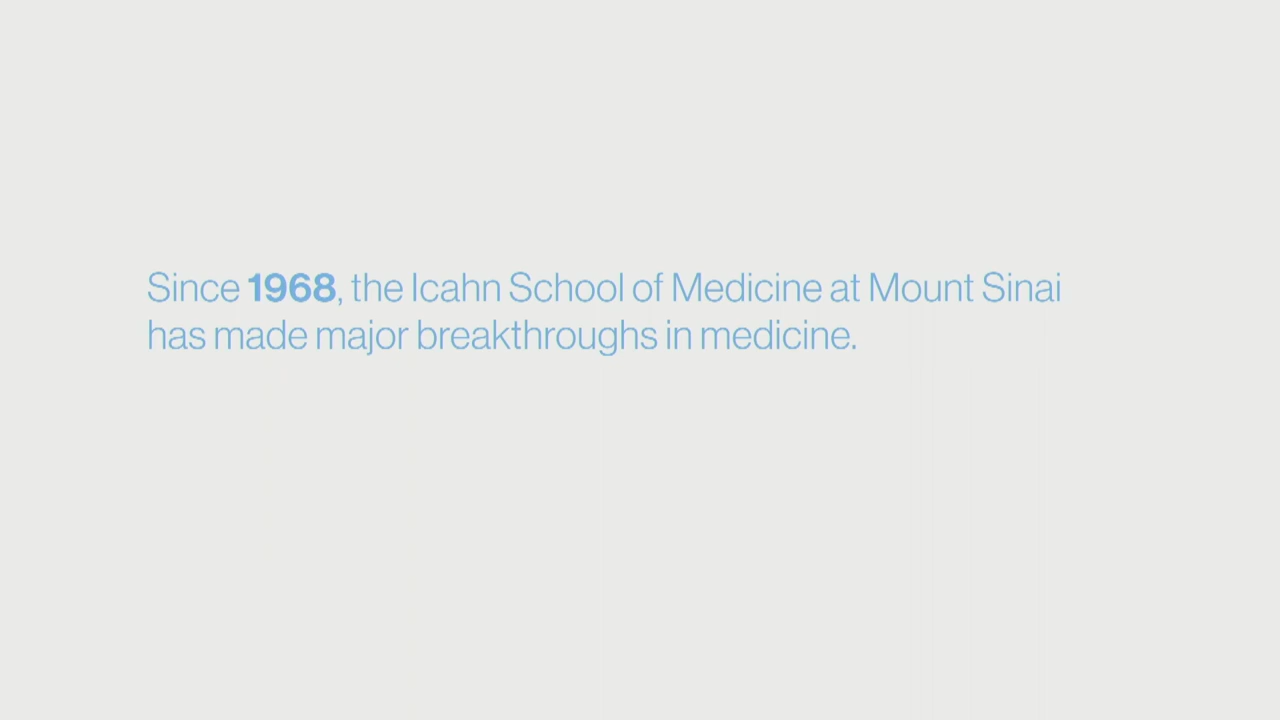 Since 1968, the Icahn School of Medicine at Mount Sinai
has made major breakthroughs in medicine.